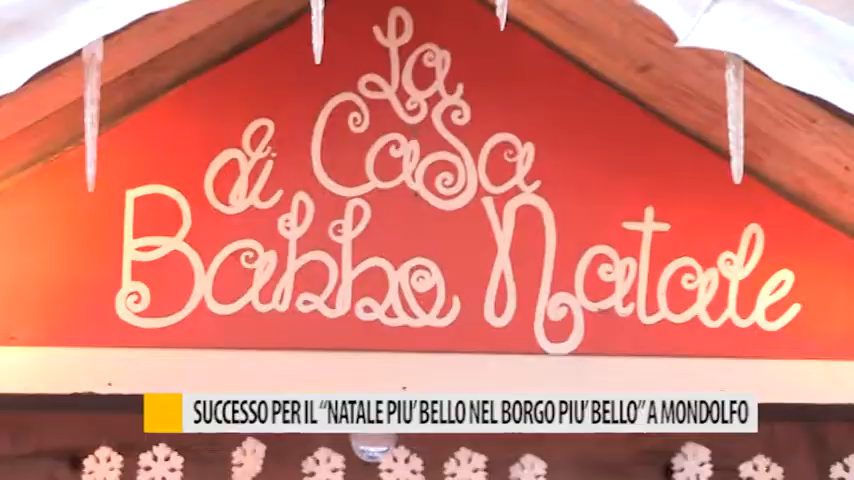 La
Casa
di
Babbo Natale
SUCCESSO PER IL “NATALE PIU’ BELLO NEL BORGO PIU’ BELLO” A MONDOLFO